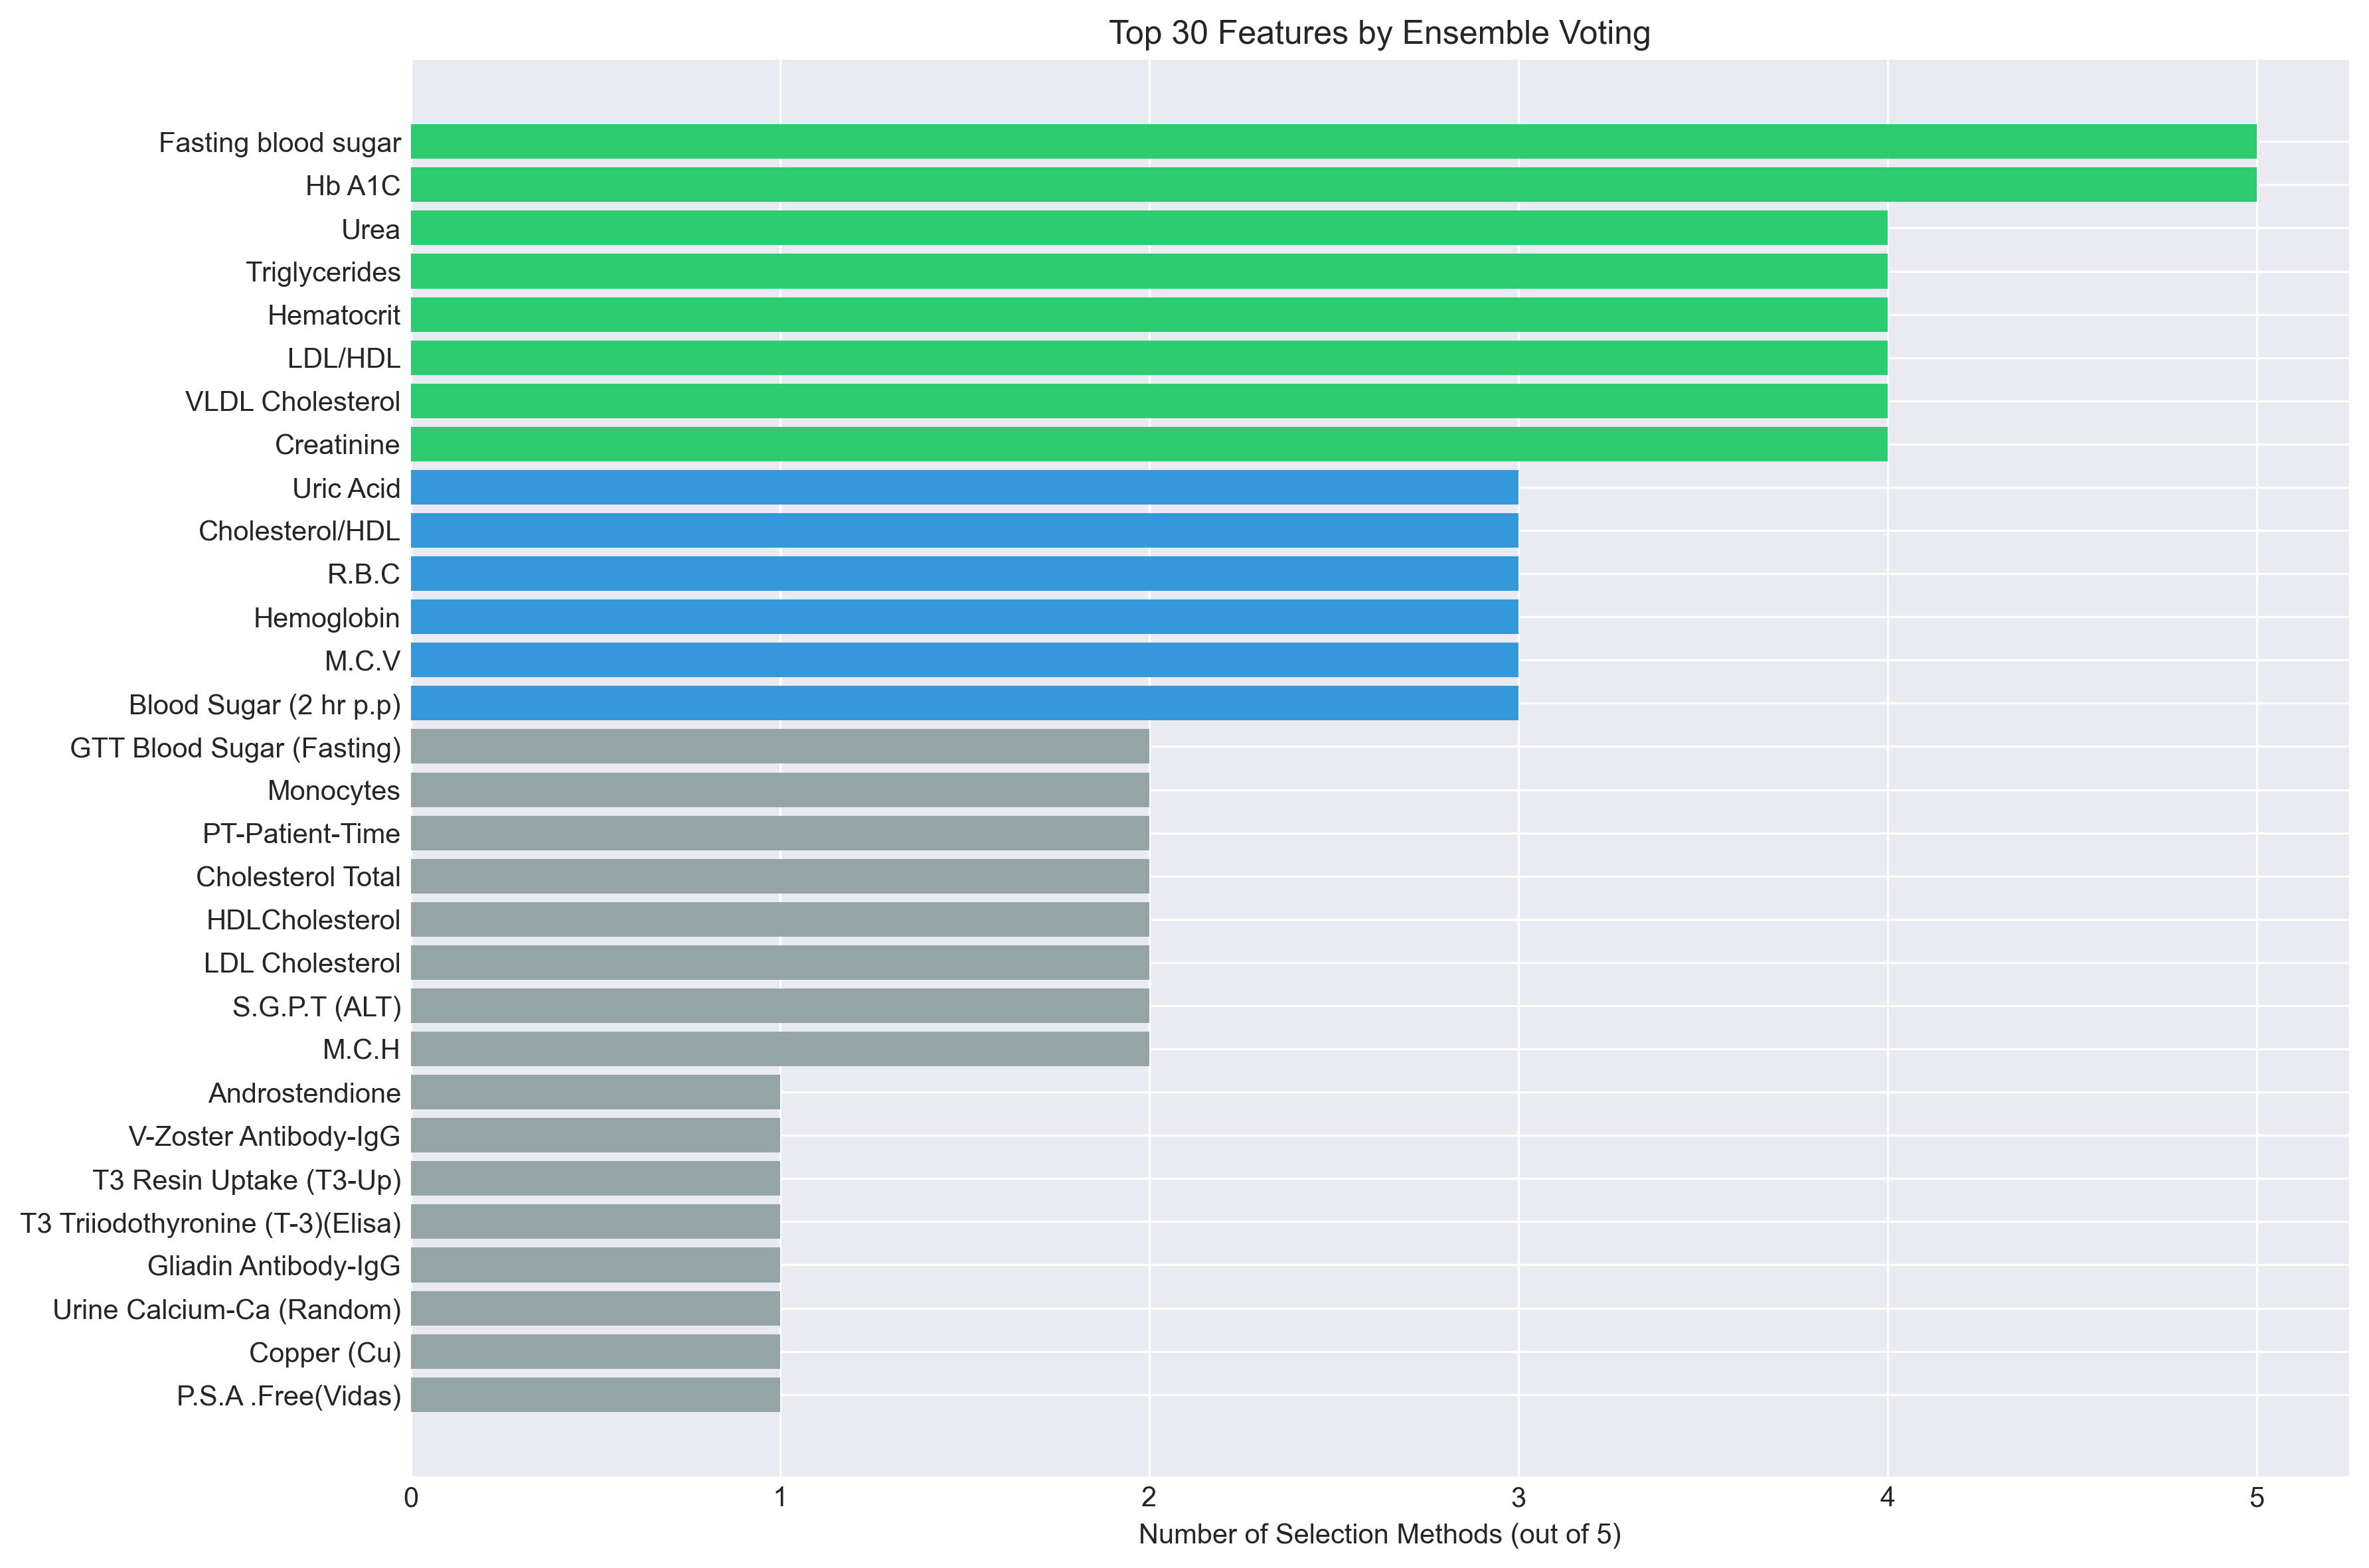 Top 30 Features by Ensemble Voting
Fasting blood sugar
Hb A1C
Urea
Triglycerides
Hematocrit
LDL/HDL
VLDL Cholesterol
Creatinine
Uric Acid
Cholesterol/HDL
R.B.C
Hemoglobin
M.C.V
Blood Sugar (2 hr p.p)
GTT Blood Sugar (Fasting)
Monocytes
PT-Patient-Time
Cholesterol Total
HDLCholesterol
LDL Cholesterol
S.G.P.T (ALT)
M.C.H
Androstendione
V-Zoster Antibody-IgG
T3 Resin Uptake (T3-Up)
T3 Triiodothyronine (T-3)(Elisa)
Gliadin Antibody-IgG
Urine Calcium-Ca (Random)
Copper (Cu)
P.S.A .Free(Vidas)
0 1 2 3 4 5
Number of Selection Methods (out of 5)